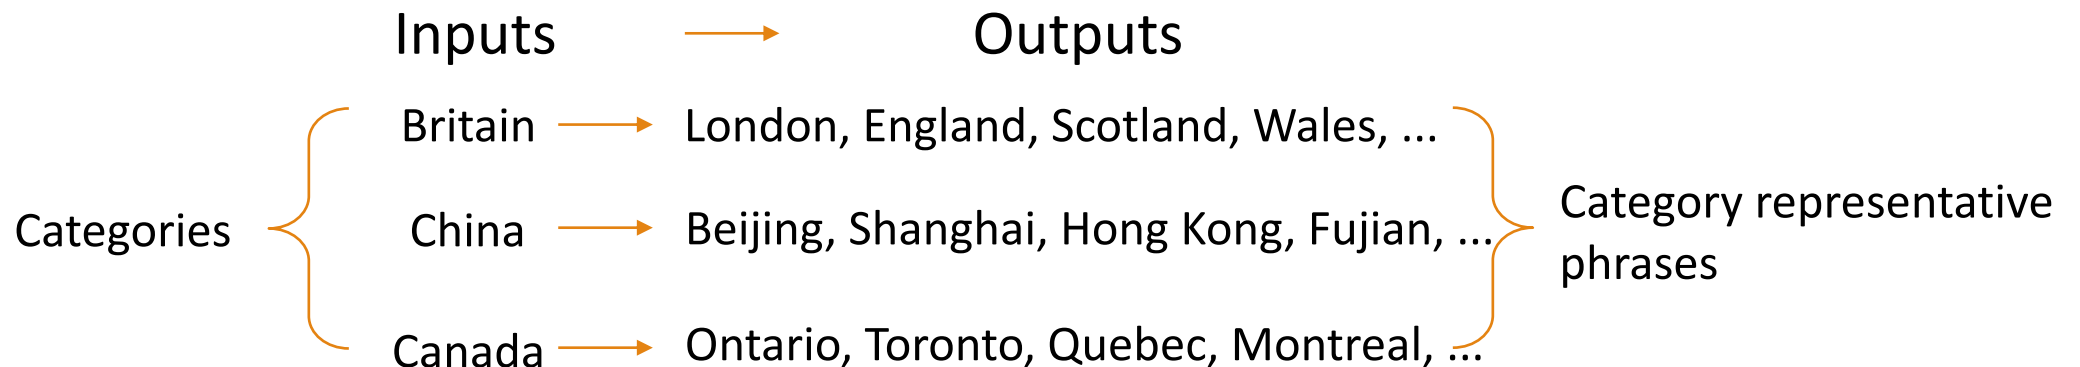 Inputs Outputs
Britain London, England, Scotland, Wales, ...
Categories China Beijing, Shanghai, Hong Kong, Fujian, ... Category representative
phrases
Canada Ontario, Toronto, Quebec, Montreal, ...